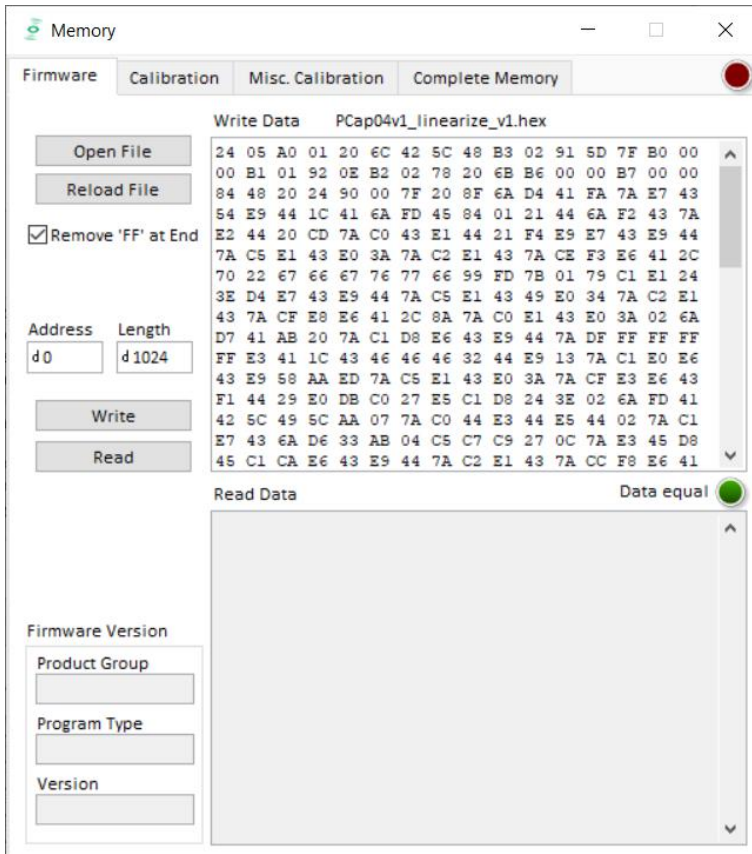 Memory
Firmware Calibration Misc. Calibration Complete Memory
Write Data PCap04v1_linearize_v1.hex
Open File
Reload File
Remove 'FF' at End
Address Length
d 0 d 1024
Write
Read
24 05 A0 01 20 6C 42 5C 48 B3 02 91 5D 7F B0 00
00 B1 01 92 0E B2 02 78 20 6B B6 00 00 B7 00 00
84 48 20 24 90 00 7F 20 8F 6A D4 41 FA 7A E7 43
54 E9 44 1C 41 6A FD 45 84 01 21 44 6A F2 43 7A
E2 44 20 CD 7A C0 43 E1 44 21 F4 E9 E7 43 E9 44
7A C5 E1 43 E0 3A 7A C2 E1 43 7A CE F3 E6 41 2C
70 22 67 66 67 76 77 66 99 FD 7B 01 79 C1 E1 24
3E D4 E7 43 E9 44 7A C5 E1 43 49 E0 34 7A C2 E1
43 7A CF E8 E6 41 2C 8A 7A C0 E1 43 E0 3A 02 6A
D7 41 AB 20 7A C1 D8 E6 43 E9 44 7A DF FF FF FF
FF E3 41 1C 43 46 46 46 32 44 E9 13 7A C1 E0 E6
43 E9 58 AA ED 7A C5 E1 43 E0 3A 7A CF E3 E6 43
F1 44 29 E0 DB C0 27 E5 C1 D8 24 3E 02 6A FD 41
42 5C 49 5C AA 07 7A C0 44 E3 44 E5 44 02 7A C1
E7 43 6A D6 33 AB 04 C5 C7 C9 27 0C 7A E3 45 D8
45 C1 CA E6 43 E9 44 7A C2 E1 43 7A CC F8 E6 41
Read Data Data equal
Firmware Version
Product Group
Program Type
Version